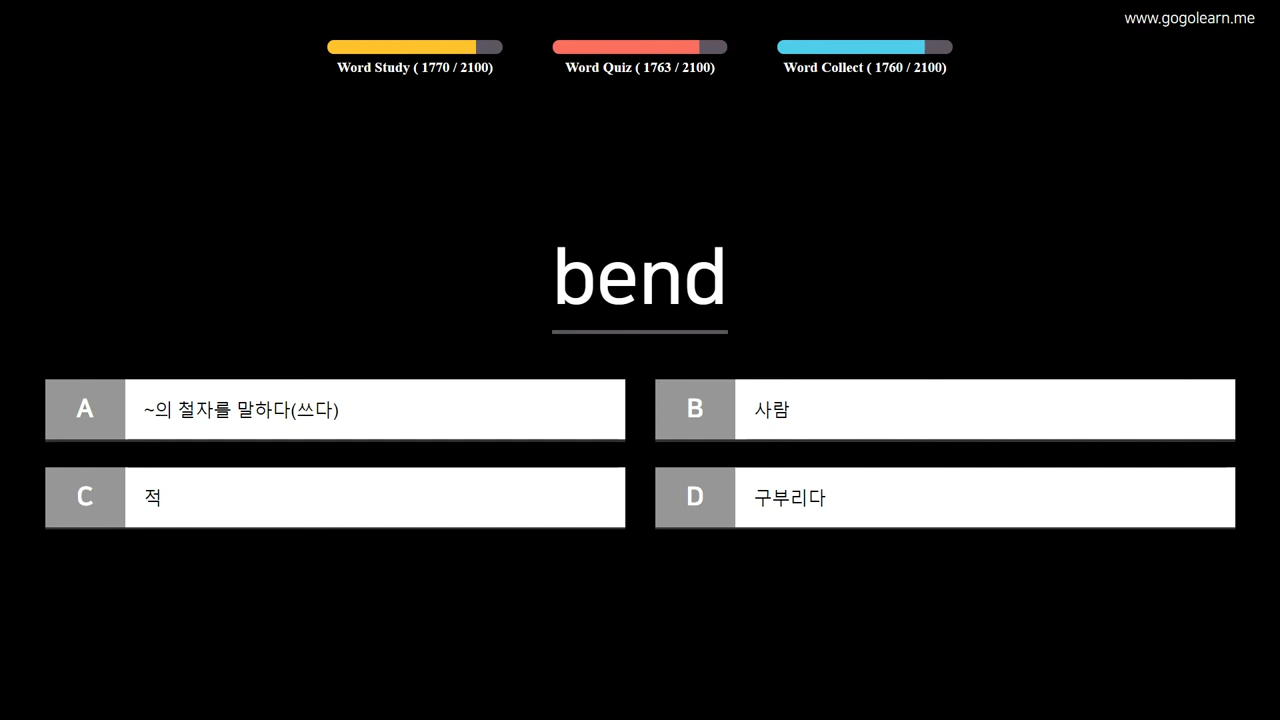 www.gogolearn.me
Word Study ( 1770 / 2100)
Word Quiz ( 1763 / 2100)
Word Collect ( 1760 / 2100)
bend
A ~의 철자를 말하다(쓰다)
B 사람
C 적
D 구부리다